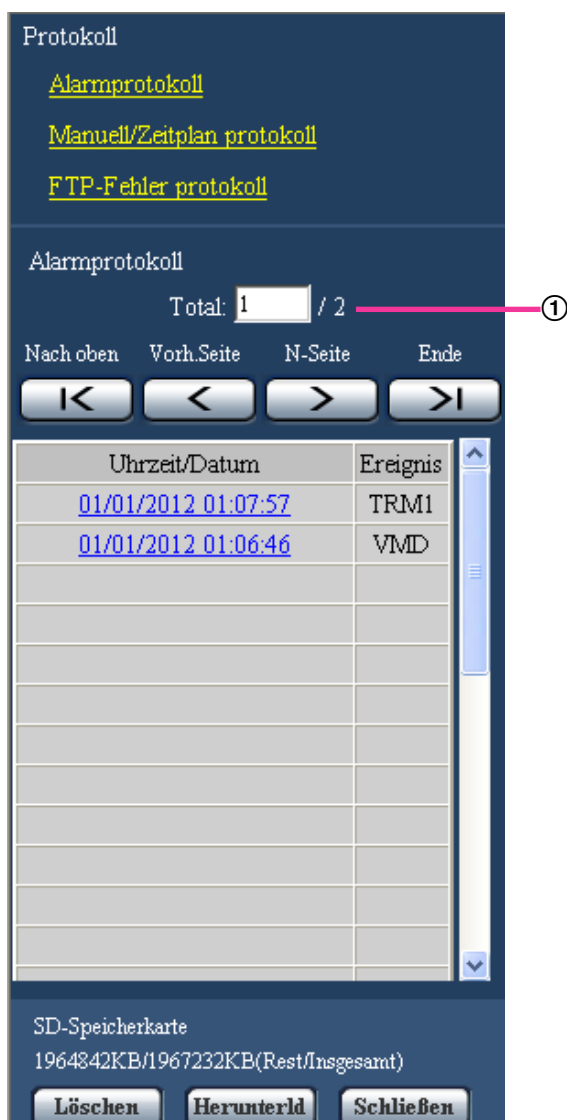 Protokoll
Alarmprotokoll
Manuell/Zeitplan protokoll
FTP-Fehler protokoll
Alarmprotokoll
Total: 1 / 2 ①
Nach oben Vorh.Seite N-Seite Ende
Uhrzeit/Datum Ereignis
01/01/2012 01:07:57 TRM1
01/01/2012 01:06:46 VMD
SD-Speicherkarte
1964842KB/1967232KB(Rest/Insgesamt)
Löschen Herunterld Schließen